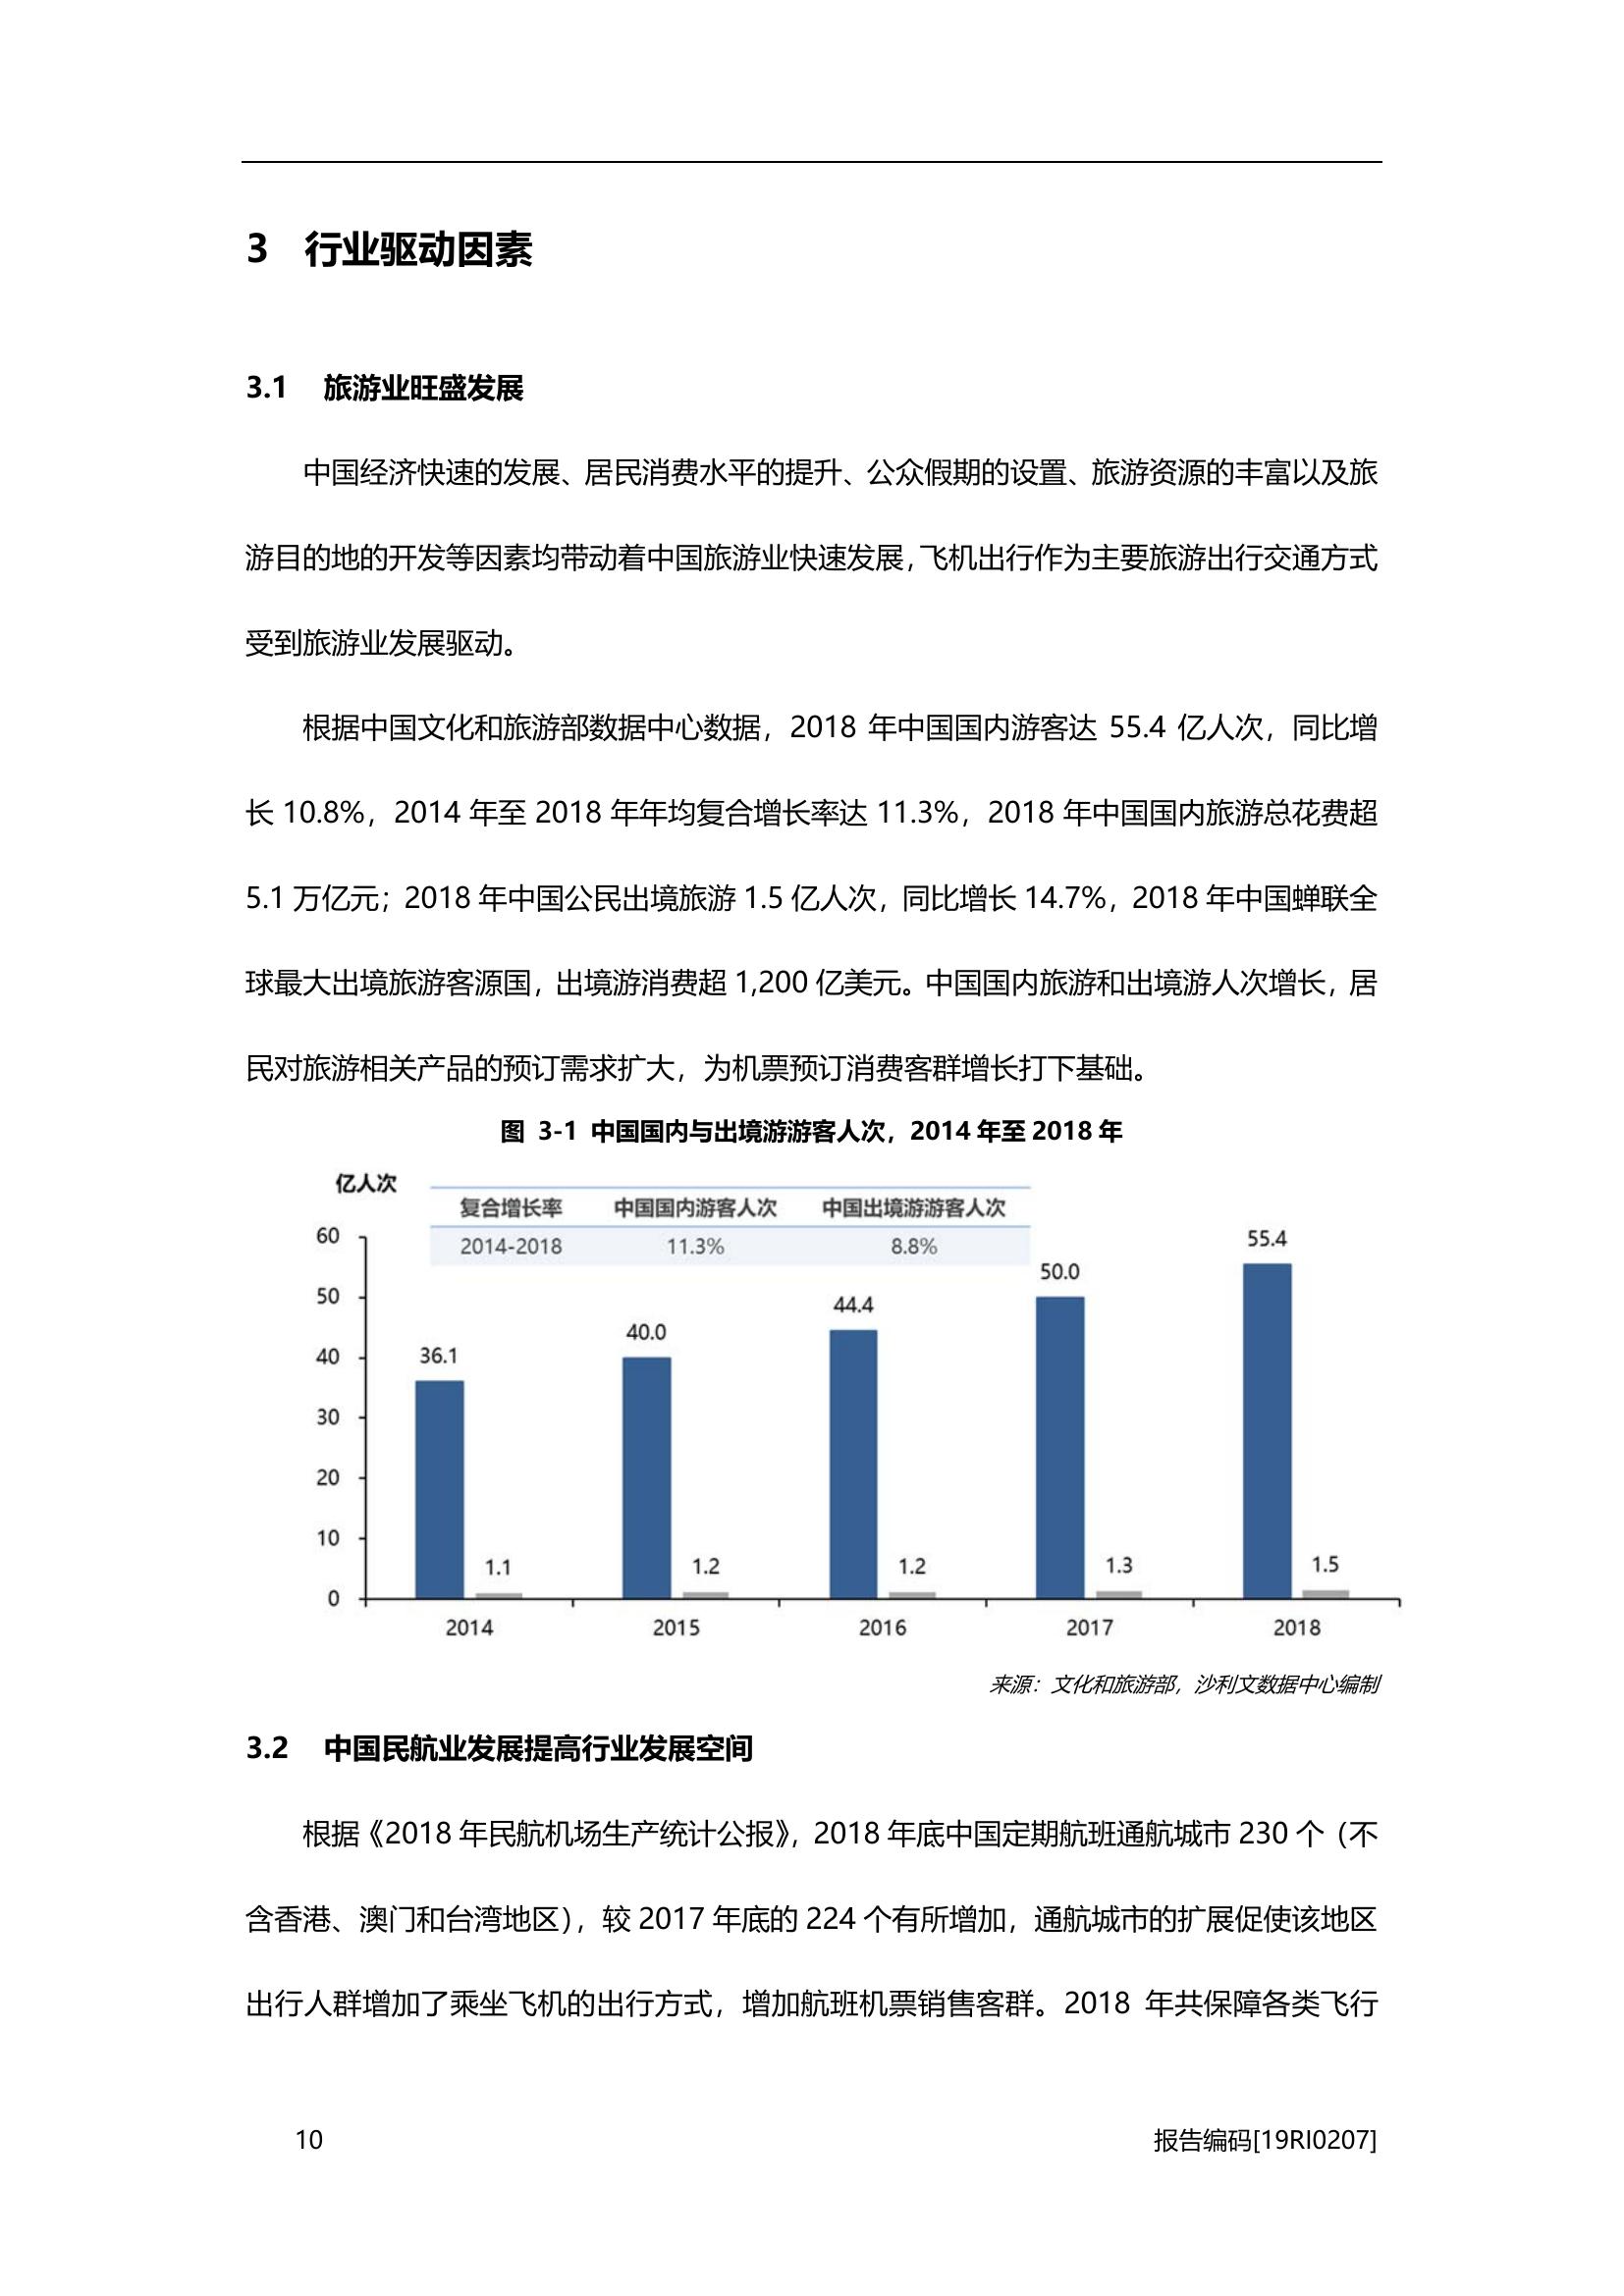 3 行业驱动因素
3.1 旅游业旺盛发展
中国经济快速的发展、居民消费水平的提升、公众假期的设置、旅游资源的丰富以及旅
游目的地的开发等因素均带动着中国旅游业快速发展，飞机出行作为主要旅游出行交通方式
受到旅游业发展驱动。
根据中国文化和旅游部数据中心数据，2018 年中国国内游客达 55.4 亿人次，同比增
长 10.8%，2014 年至 2018 年年均复合增长率达 11.3%，2018 年中国国内旅游总花费超
5.1 万亿元；2018 年中国公民出境旅游 1.5 亿人次，同比增长 14.7%，2018 年中国蝉联全
球最大出境旅游客源国，出境游消费超 1,200 亿美元。中国国内旅游和出境游人次增长，居
民对旅游相关产品的预订需求扩大，为机票预订消费客群增长打下基础。
图 3-1 中国国内与出境游游客人次，2014 年至 2018 年
亿人次
复合增长率 中国国内游客人次 中国出境游游客人次
2014-2018 11.3% 8.8%
60
50
40
30
20
10
0
36.1
40.0
44.4
50.0
55.4
1.1
1.2
1.2
1.3
1.5
2014 2015 2016 2017 2018
来源：文化和旅游部，沙利文数据中心编制
3.2 中国民航业发展提高行业发展空间
根据《2018 年民航机场生产统计公报》，2018 年底中国定期航班通航城市 230 个（不
含香港、澳门和台湾地区），较 2017 年底的 224 个有所增加，通航城市的扩展促使该地区
出行人群增加了乘坐飞机的出行方式，增加航班机票销售客群。2018 年共保障各类飞行
10 报告编码[19RI0207]